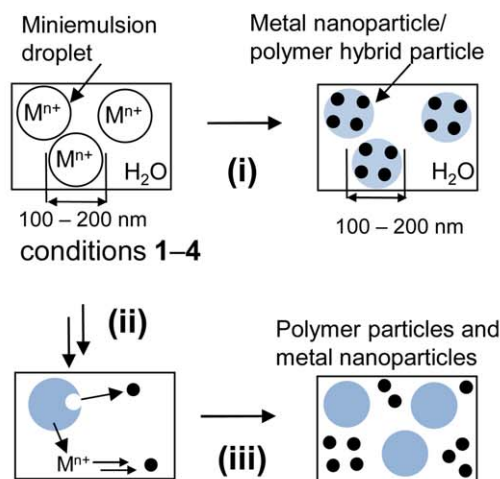 Miniemulsion
droplet
Metal nanoparticle/
polymer hybrid particle
Mⁿ⁺
Mⁿ⁺
Mⁿ⁺
H₂O
100 – 200 nm
(i)
H₂O
100 – 200 nm
conditions 1–4
(ii)
Polymer particles and
metal nanoparticles
Mⁿ⁺
(iii)